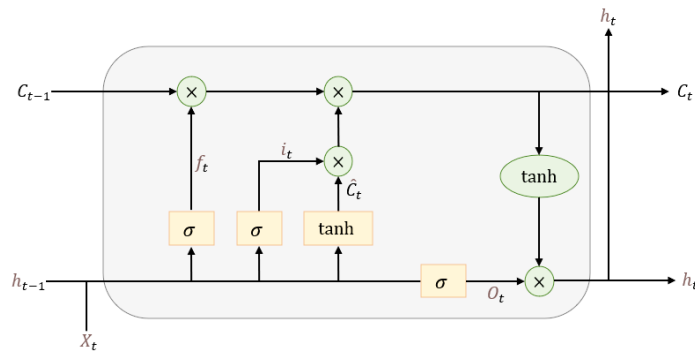 h_t
C_{t-1}
×
×
C_t
f_t
i_t
×
Ĉ_t
tanh
σ
σ
tanh
h_{t-1}
σ
O_t
×
h_t
X_t